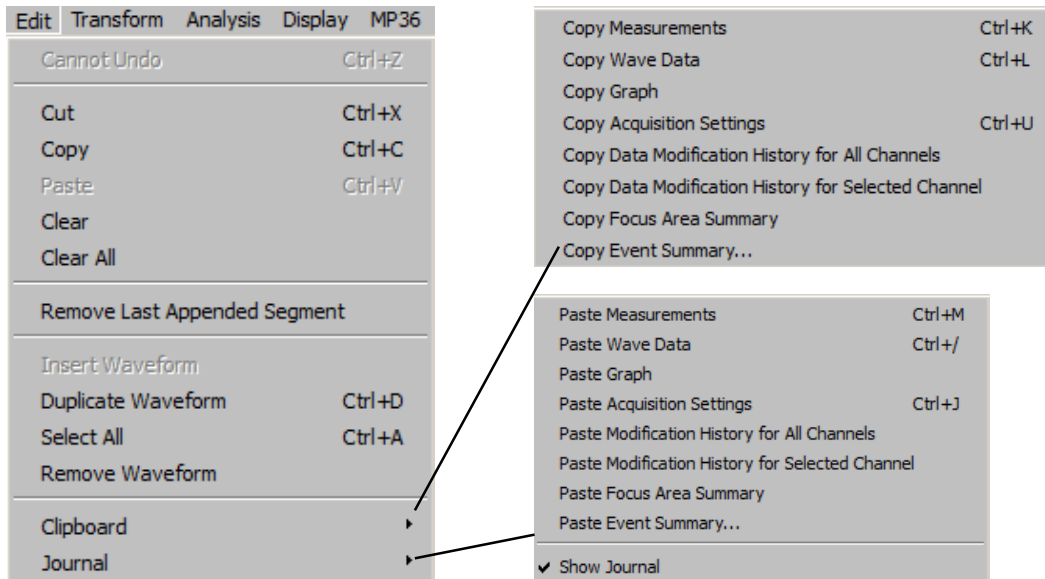 Edit Transform Analysis Display MP36
Cannot Undo Ctrl+Z
Cut Ctrl+X
Copy Ctrl+C
Paste Ctrl+V
Clear
Clear All
Remove Last Appended Segment
Insert Waveform
Duplicate Waveform Ctrl+D
Select All Ctrl+A
Remove Waveform
Clipboard
Journal
Copy Measurements Ctrl+K
Copy Wave Data Ctrl+L
Copy Graph
Copy Acquisition Settings Ctrl+U
Copy Data Modification History for All Channels
Copy Data Modification History for Selected Channel
Copy Focus Area Summary
Copy Event Summary...
Paste Measurements Ctrl+M
Paste Wave Data Ctrl+/
Paste Graph
Paste Acquisition Settings Ctrl+J
Paste Modification History for All Channels
Paste Modification History for Selected Channel
Paste Focus Area Summary
Paste Event Summary...
Show Journal